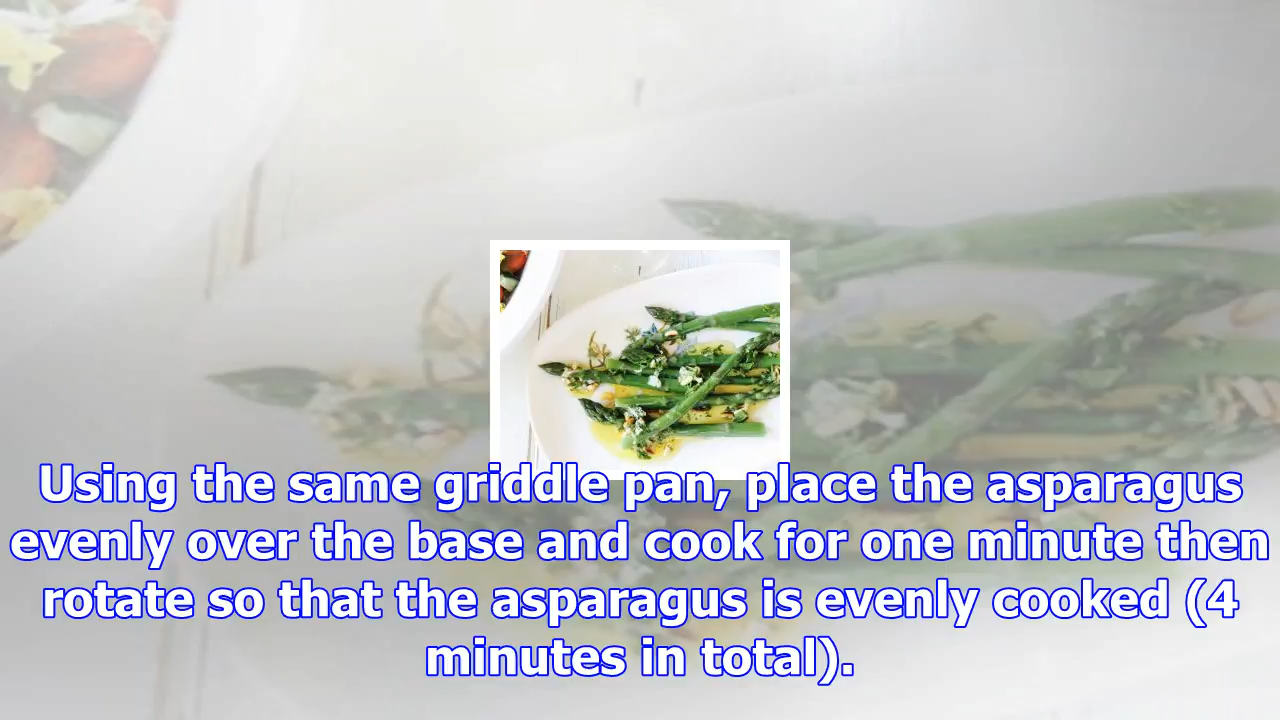 Using the same griddle pan, place the asparagus
evenly over the base and cook for one minute then
rotate so that the asparagus is evenly cooked (4
minutes in total).